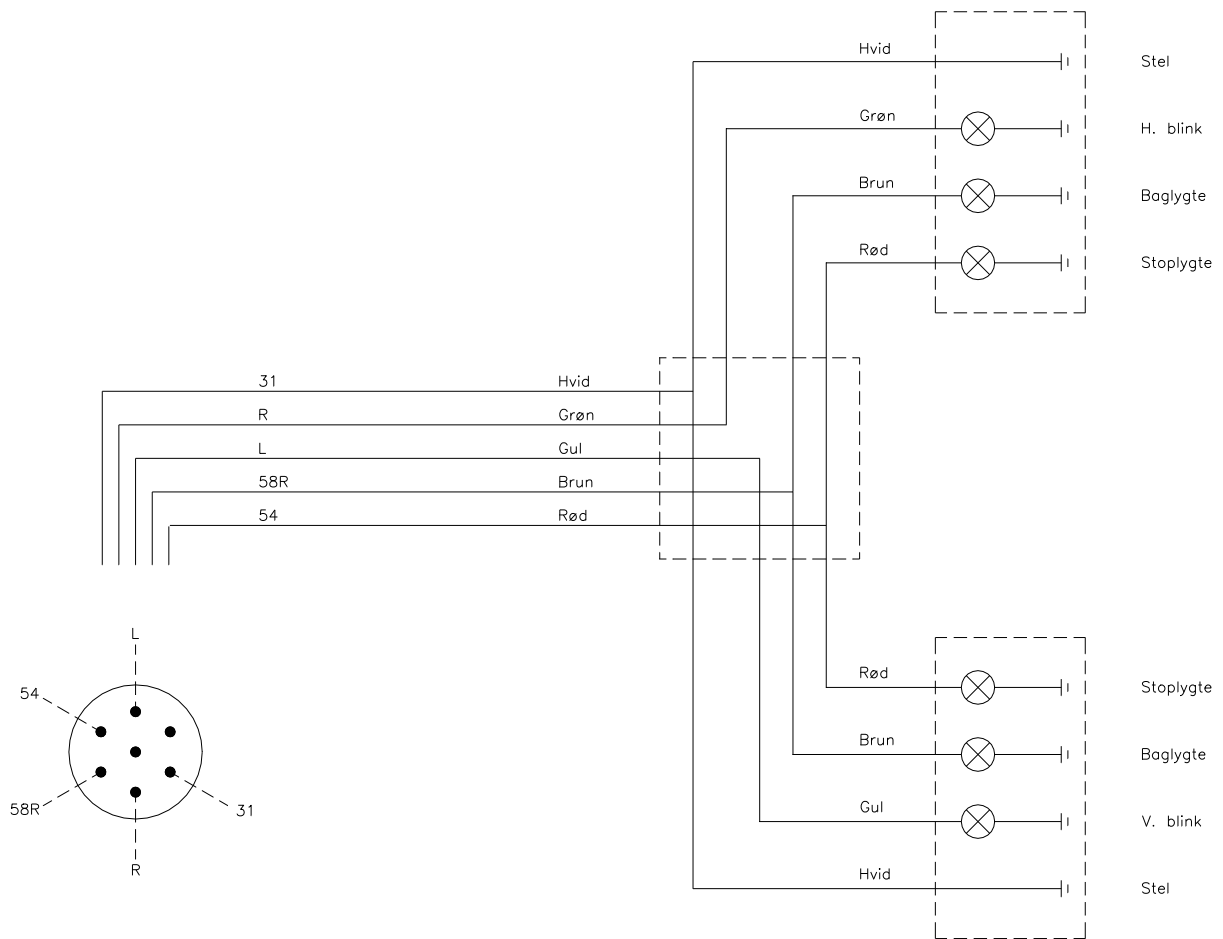 Hvid
Stel
Grøn
H. blink
Brun
Baglygte
Rød
Stoplygte
31
Hvid
R
Grøn
L
Gul
58R
Brun
54
Rød
L
54
58R
31
R
Rød
Stoplygte
Brun
Baglygte
Gul
V. blink
Hvid
Stel